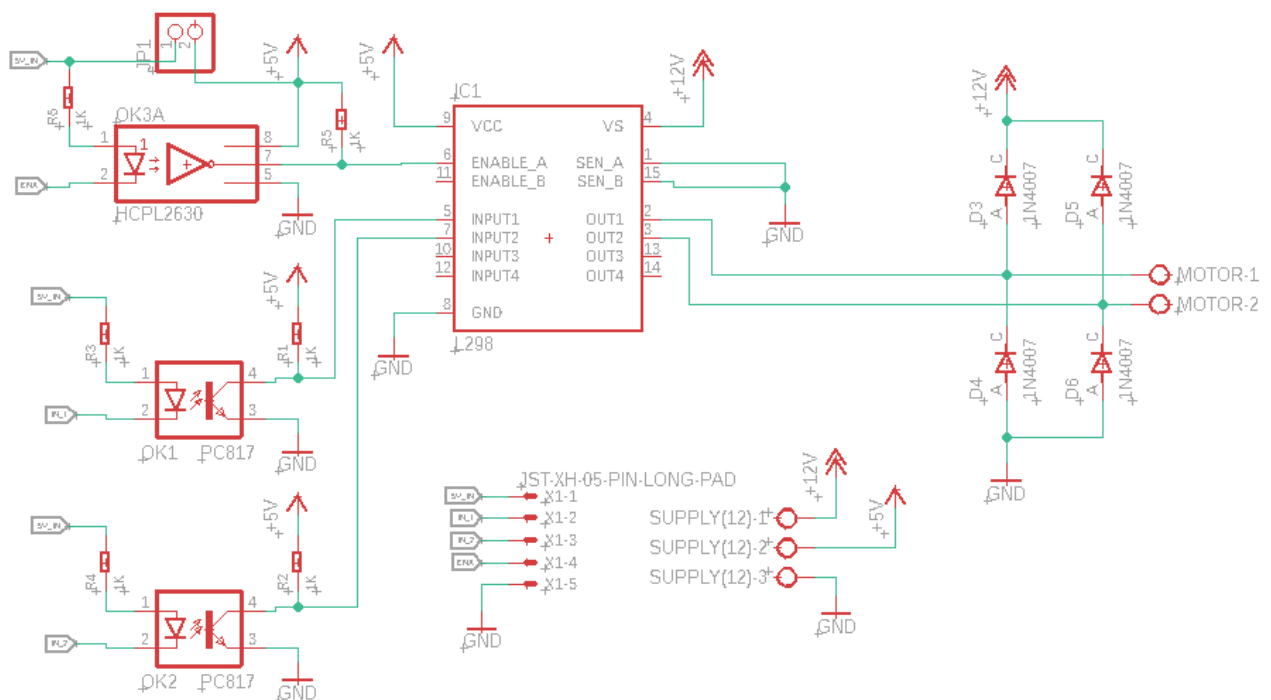 JP1
1
2
+5V
5V_IN
R6
1K
OK3A
1
1
2
8
7
5
ENA
HCPL2630
R5
1K
GND
+5V
+12V
IC1
9
VCC
VS
4
6
ENABLE_A
SEN_A
1
11
ENABLE_B
SEN_B
15
5
INPUT1
OUT1
2
7
INPUT2
OUT2
3
10
INPUT3
OUT3
13
12
INPUT4
OUT4
14
8
GND
L298
GND
GND
+12V
D3
A
C
1N4007
D5
A
C
1N4007
MOTOR-1
MOTOR-2
D4
A
C
1N4007
D6
A
C
1N4007
GND
+5V
5V_IN
R3
1K
R1
1K
1
2
4
3
IN_1
OK1
PC817
GND
+5V
5V_IN
R4
1K
R2
1K
1
2
4
3
IN_2
OK2
PC817
GND
JST-XH-05-PIN-LONG-PAD
5V_IN
X1-1
IN_1
X1-2
IN_2
X1-3
ENA
X1-4
X1-5
GND
+12V
+5V
SUPPLY(12)-1
SUPPLY(12)-2
SUPPLY(12)-3
GND